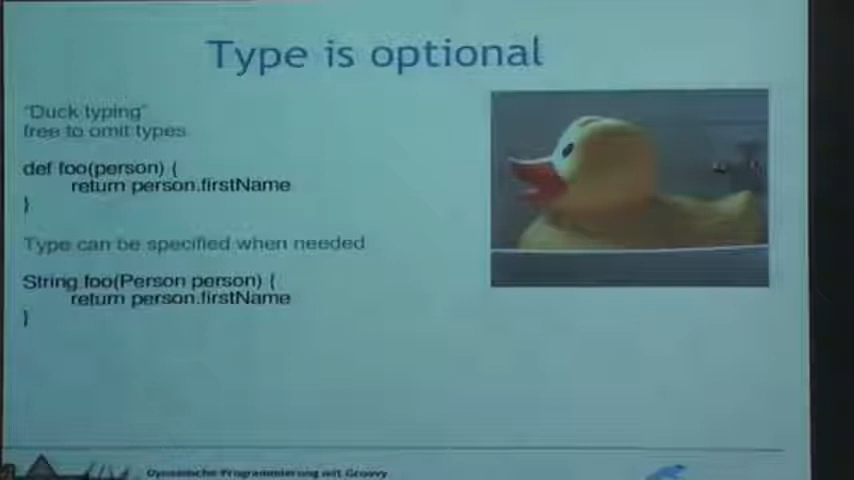 Type is optional
"Duck typing"
free to omit types
def foo(person) {
return person.firstName
}
Type can be specified when needed
String foo(Person person) {
return person.firstName
}
Dynamische Programmierung mit Groovy